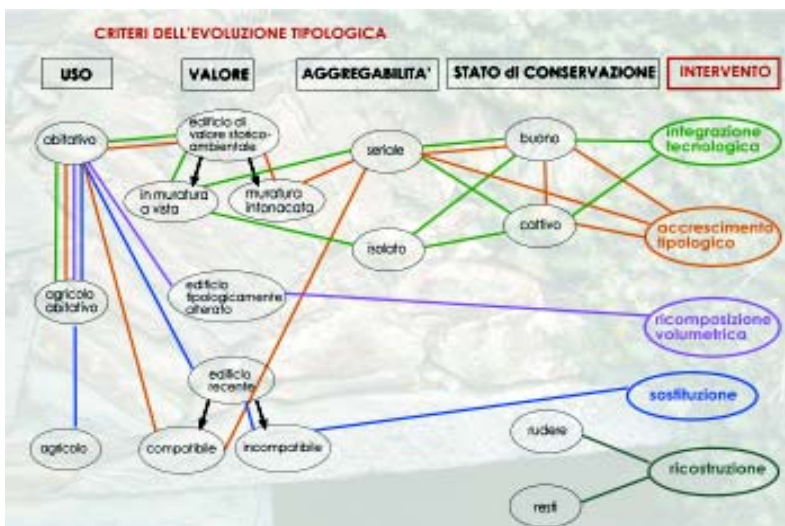 CRITERI DELL'EVOLUZIONE TIPOLOGICA
USO
VALORE
AGGREGABILITA'
STATO di CONSERVAZIONE
INTERVENTO
abitativo
edificio di
valore storico-
ambientale
seriale
buono
integrazione
tecnologica
in muratura
a vista
muratura
intonacata
isolato
cattivo
accrescimento
tipologico
agricolo
abitativo
edificio
tipologicamente
alterato
ricomposizione
volumetrica
edificio
recente
sostituzione
agricolo
compatibile
incompatibile
rudere
ricostruzione
resti